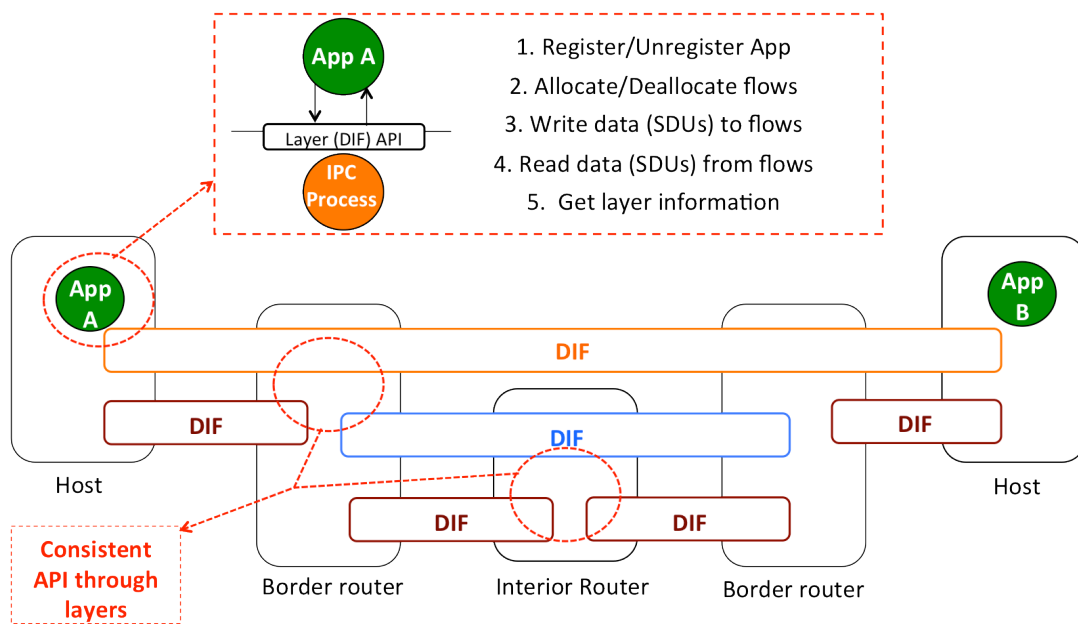 App A
Layer (DIF) API
IPC
Process
1. Register/Unregister App
2. Allocate/Deallocate flows
3. Write data (SDUs) to flows
4. Read data (SDUs) from flows
5. Get layer information
App
A
App
B
DIF
DIF
DIF
DIF
Host
Host
DIF
DIF
Consistent
API through
layers
Border router
Interior Router
Border router